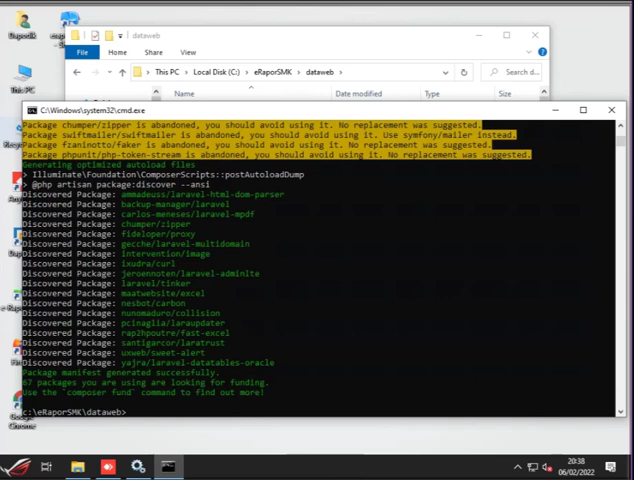 Dapodik
dataweb
File
Home
Share
View
This PC
Local Disk (C:)
eRaporSMK
dataweb
Search d...
This PC
Name
Date modified
Type
Size
C:\Windows\system32\cmd.exe
Package chumper/zipper is abandoned, you should avoid using it. No replacement was suggested.
Package swiftmailer/swiftmailer is abandoned, you should avoid using it. Use symfony/mailer instead.
Package fzaninotto/faker is abandoned, you should avoid using it. No replacement was suggested.
Package phpunit/php-token-stream is abandoned, you should avoid using it. No replacement was suggested.
Generating optimized autoload files
> Illuminate\Foundation\ComposerScripts::postAutoloadDump
> @php artisan package:discover --ansi
Discovered Package: ammadeuss/laravel-html-dom-parser
Discovered Package: backup-manager/laravel
Discovered Package: carlos-meneses/laravel-mpdf
Discovered Package: chumper/zipper
Discovered Package: fideloper/proxy
Discovered Package: gecche/laravel-multidomain
Discovered Package: intervention/image
Discovered Package: ixudra/curl
Discovered Package: jeroennoten/laravel-adminlte
Discovered Package: laravel/tinker
Discovered Package: maatwebsite/excel
Discovered Package: nesbot/carbon
Discovered Package: nunomaduro/collision
Discovered Package: pcinaglia/laraupdater
Discovered Package: rap2hpoutre/fast-excel
Discovered Package: santigarcor/laratrust
Discovered Package: uxweb/sweet-alert
Discovered Package: yajra/laravel-datatables-oracle
Package manifest generated successfully.
67 packages you are using are looking for funding.
Use the `composer fund` command to find out more!
c:\eRaporSMK\dataweb>
Chrome
20:38
06/02/2022